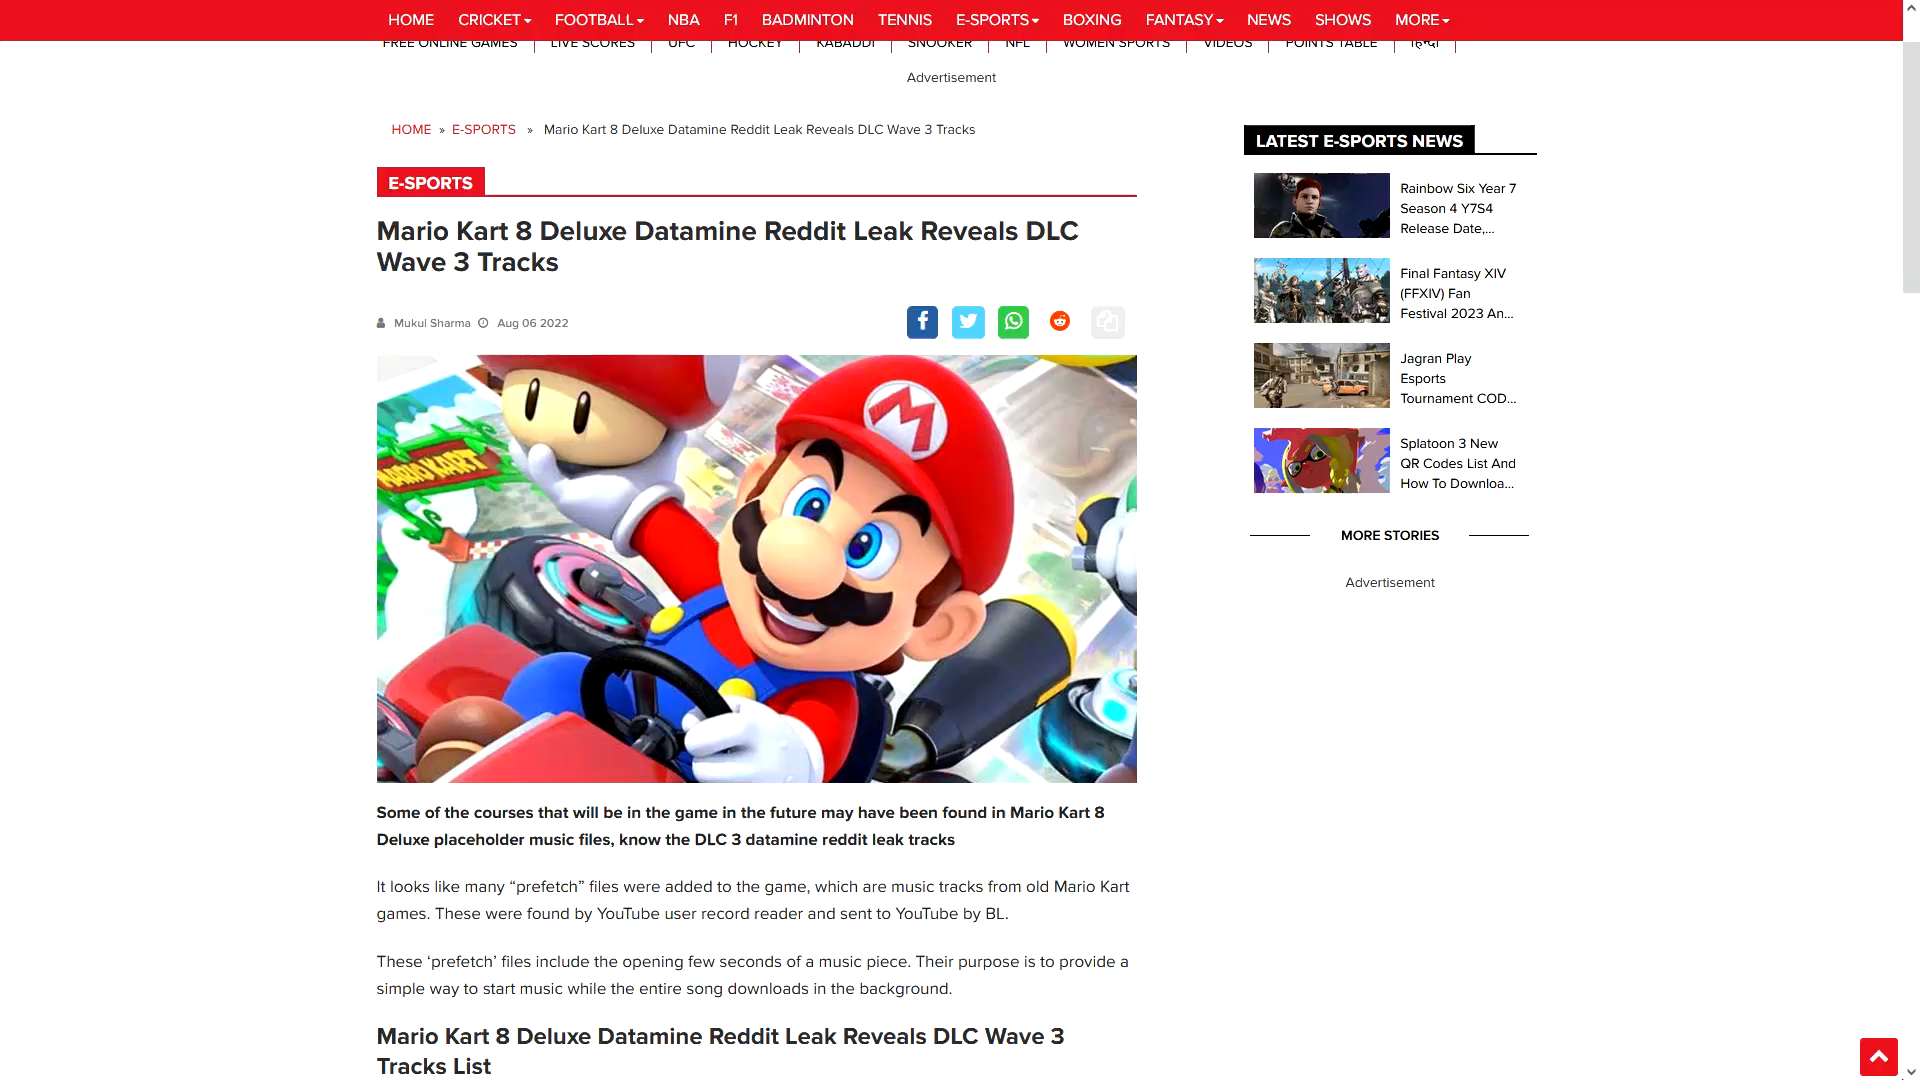 HOME CRICKET FOOTBALL NBA F1 BADMINTON TENNIS E-SPORTS BOXING FANTASY NEWS SHOWS MORE
FREE ONLINE GAMES LIVE SCORES UFC HOCKEY KABADDI SNOOKER NFL WOMEN SPORTS VIDEOS POINTS TABLE हिन्दी
Advertisement
HOME » E-SPORTS » Mario Kart 8 Deluxe Datamine Reddit Leak Reveals DLC Wave 3 Tracks
E-SPORTS
Mario Kart 8 Deluxe Datamine Reddit Leak Reveals DLC
Wave 3 Tracks
Mukul Sharma Aug 06 2022
MARIO KART
M
Some of the courses that will be in the game in the future may have been found in Mario Kart 8
Deluxe placeholder music files, know the DLC 3 datamine reddit leak tracks
It looks like many “prefetch” files were added to the game, which are music tracks from old Mario Kart
games. These were found by YouTube user record reader and sent to YouTube by BL.
These ‘prefetch’ files include the opening few seconds of a music piece. Their purpose is to provide a
simple way to start music while the entire song downloads in the background.
Mario Kart 8 Deluxe Datamine Reddit Leak Reveals DLC Wave 3
Tracks List
LATEST E-SPORTS NEWS
Rainbow Six Year 7
Season 4 Y7S4
Release Date,...
Final Fantasy XIV
(FFXIV) Fan
Festival 2023 An...
Jagran Play
Esports
Tournament COD...
Splatoon 3 New
QR Codes List And
How To Downloa...
MORE STORIES
Advertisement